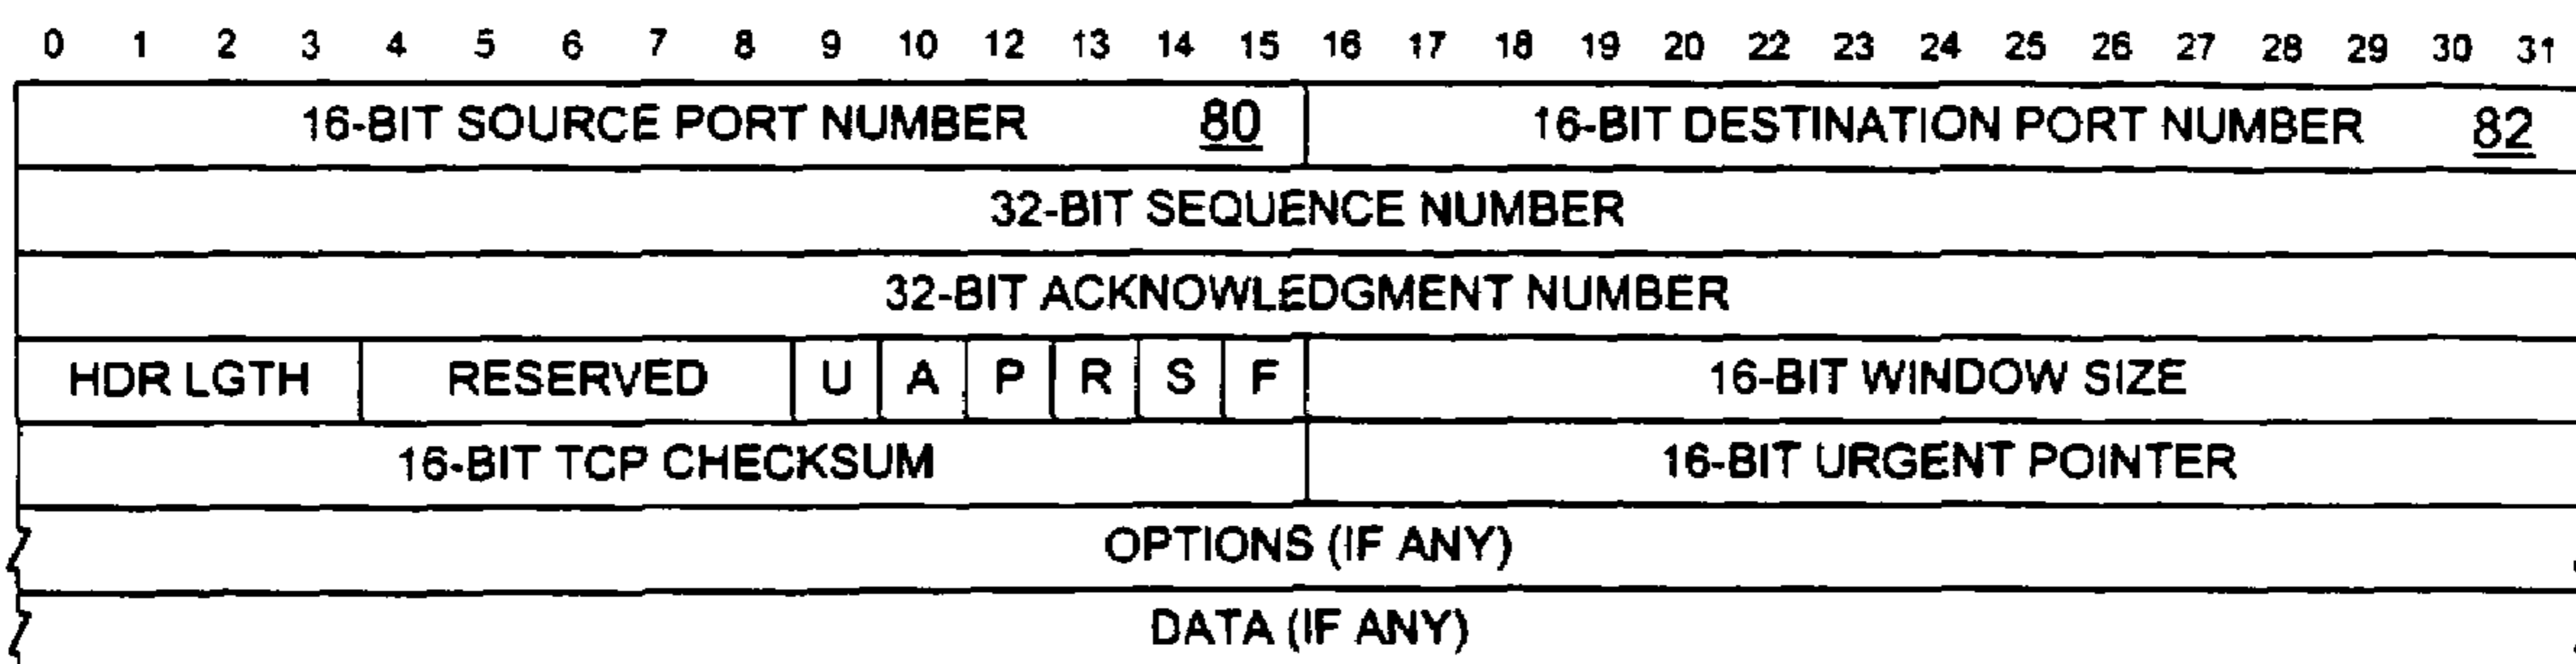 0 1 2 3 4 5 6 7 8 9 10 12 13 14 15 16 17 18 19 20 22 23 24 25 26 27 28 29 30 31
16-BIT SOURCE PORT NUMBER 80 16-BIT DESTINATION PORT NUMBER 82
32-BIT SEQUENCE NUMBER
32-BIT ACKNOWLEDGMENT NUMBER
HDR LGTH RESERVED U A P R S F 16-BIT WINDOW SIZE
16-BIT TCP CHECKSUM 16-BIT URGENT POINTER
OPTIONS (IF ANY)
DATA (IF ANY)